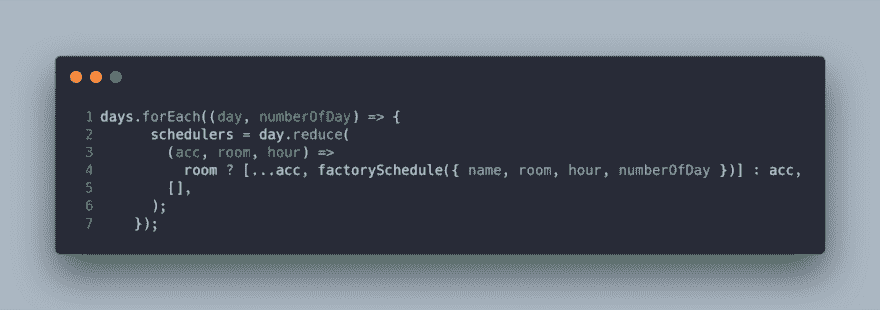 1 days.forEach((day, numberOfDay) => {
2 schedulers = day.reduce(
3 (acc, room, hour) =>
4 room ? [...acc, factorySchedule({ name, room, hour, numberOfDay })] : acc,
5 [],
6 );
7 });